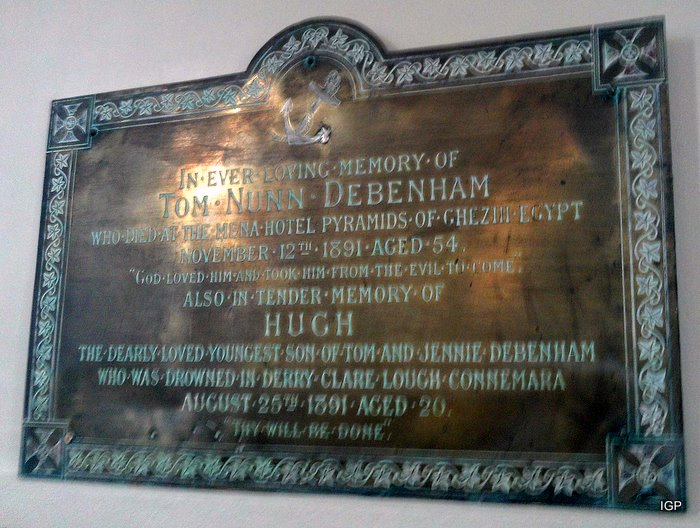 IN·EVER·LOVING·MEMORY·OF
TOM·NUNN·DEBENHAM
WHO·DIED·AT·THE·MENA·HOTEL·PYRAMIDS·OF·GHEZIH·EGYPT
NOVEMBER·12TH·1891·AGED·54.
"GOD·LOVED·HIM·AND·TOOK·HIM·FROM·THE·EVIL·TO·COME".
ALSO·IN·TENDER·MEMORY·OF
HUGH
THE·DEARLY·LOVED·YOUNGEST·SON·OF·TOM·AND·JENNIE·DEBENHAM
WHO·WAS·DROWNED·IN·DERRY·CLARE·LOUGH·CONNEMARA
AUGUST·25TH·1891·AGED·20.
"THY·WILL·BE·DONE".
IGP